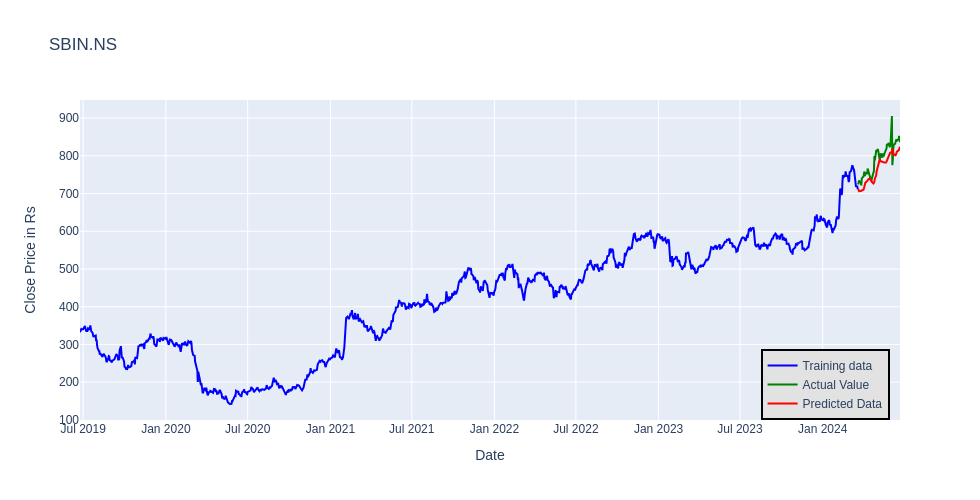 SBIN.NS
900
800
700
600
500
400
300
200
100
Close Price in Rs
Jul 2019
Jan 2020
Jul 2020
Jan 2021
Jul 2021
Jan 2022
Jul 2022
Jan 2023
Jul 2023
Jan 2024
Date
Training data
Actual Value
Predicted Data